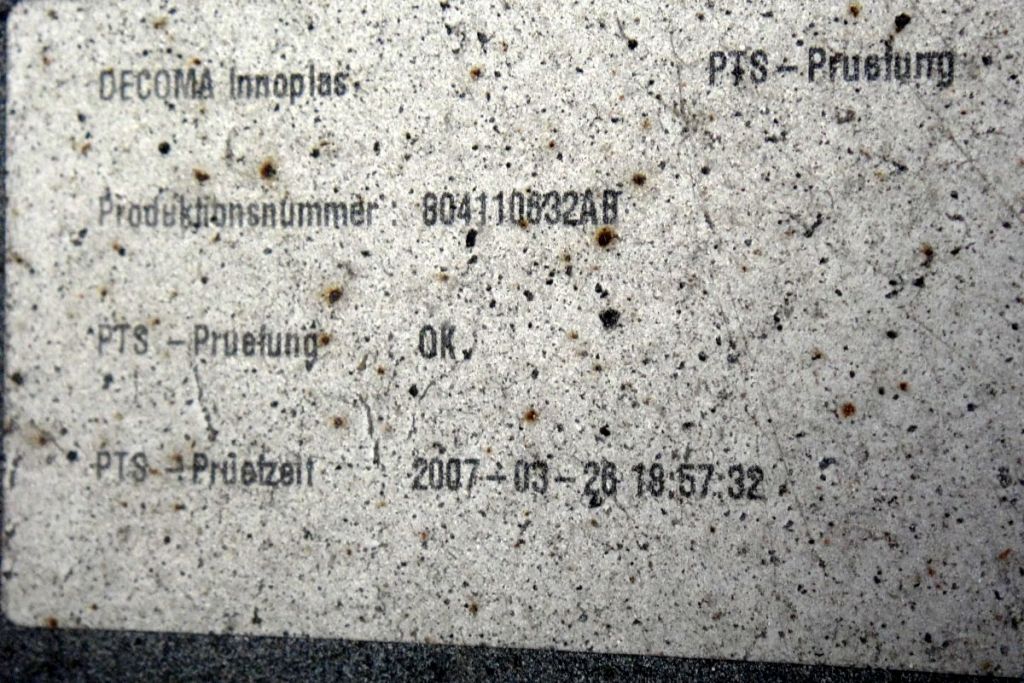 DECOMA Innoplas. PTS - Pruefung
Produktionsnummer : 804110632AB
PTS - Pruefung : OK.
PTS - Pruefzeit : 2007-03-26 18:57:32